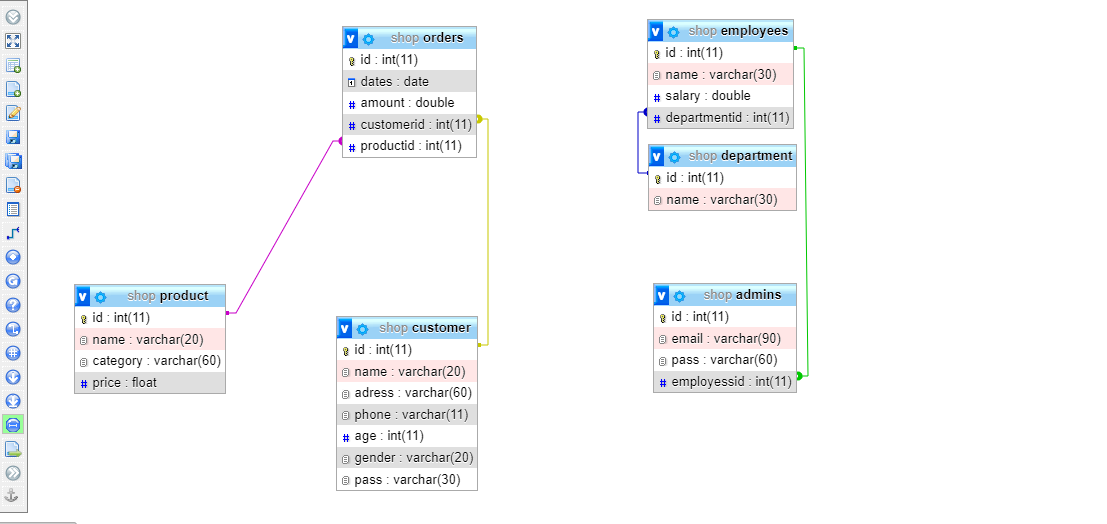 shop orders
id : int(11)
dates : date
amount : double
customerid : int(11)
productid : int(11)
shop employees
id : int(11)
name : varchar(30)
salary : double
departmentid : int(11)
shop department
id : int(11)
name : varchar(30)
shop product
id : int(11)
name : varchar(20)
category : varchar(60)
price : float
shop customer
id : int(11)
name : varchar(20)
adress : varchar(60)
phone : varchar(11)
age : int(11)
gender : varchar(20)
pass : varchar(30)
shop admins
id : int(11)
email : varchar(90)
pass : varchar(60)
employessid : int(11)